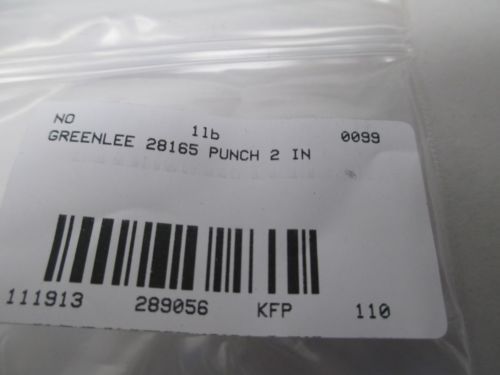 NO 1lb 0099
GREENLEE 28165 PUNCH 2 IN
111913 289056 KFP 110